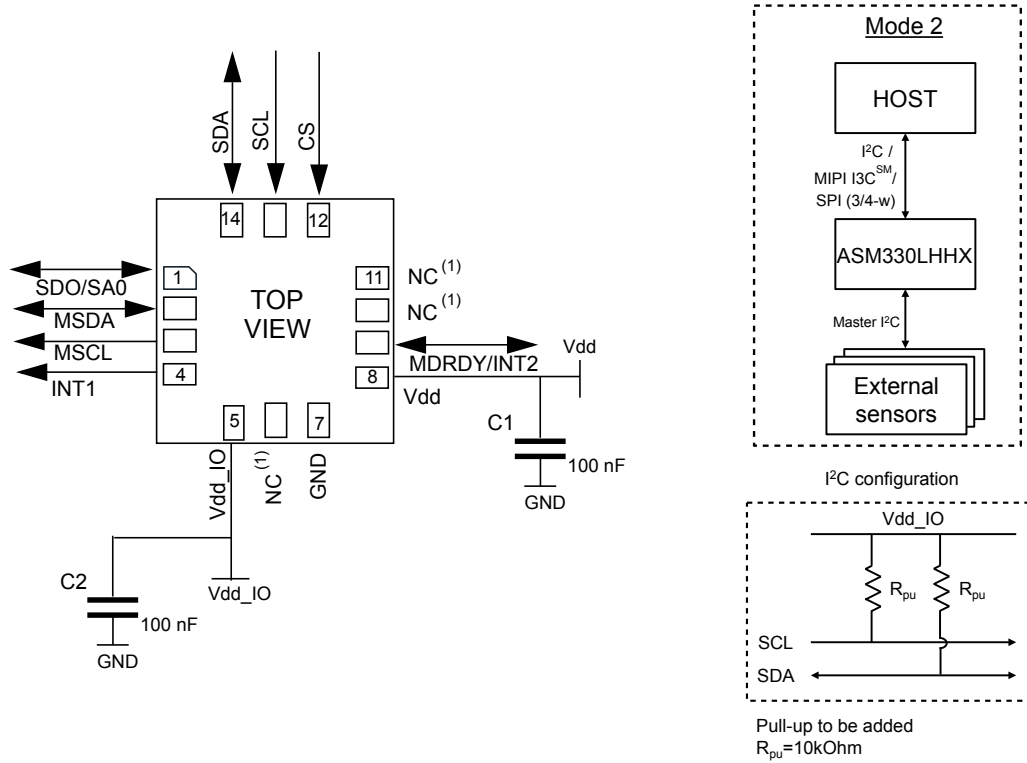 SDA
SCL
CS
14
12
1
11
NC (1)
SDO/SA0
TOP
VIEW
NC (1)
MSDA
MSCL
MDRDY/INT2
Vdd
4
8
INT1
Vdd
5
7
C1
100 nF
GND
Vdd_IO
NC (1)
GND
C2
Vdd_IO
100 nF
GND
Mode 2
HOST
I²C /
MIPI I3C^SM/
SPI (3/4-w)
ASM330LHHX
Master I²C
External
sensors
I²C configuration
Vdd_IO
Rpu
Rpu
SCL
SDA
Pull-up to be added
Rpu=10kOhm